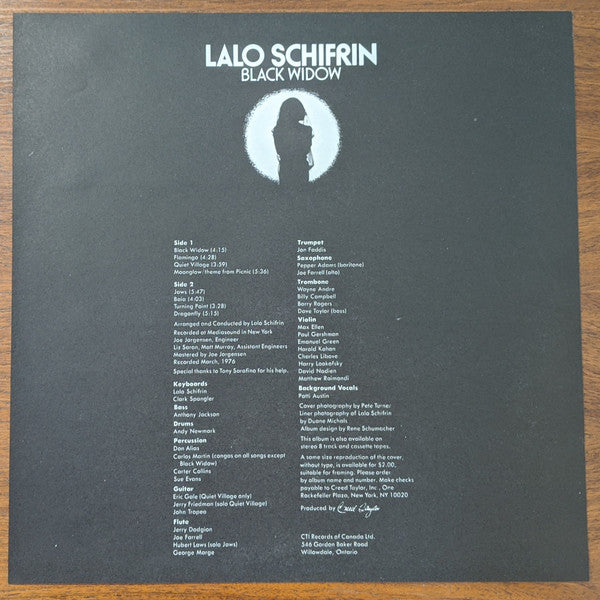 LALO SCHIFRIN
BLACK WIDOW
Side 1
Black Widow (4:15)
Flamingo (4:28)
Quiet Village (3:59)
Moonglow/theme from Picnic (5:36)
Side 2
Jaws (5:47)
Baia (4:03)
Turning Point (3:28)
Dragonfly (5:15)
Arranged and Conducted by Lalo Schifrin
Recorded at Mediasound in New York
Joe Jorgensen, Engineer
Liz Saron, Matt Murray, Assistant Engineers
Mastered by Joe Jorgensen
Recorded March, 1976
Special thanks to Tony Sarafino for his help.
Keyboards
Lalo Schifrin
Clark Spangler
Bass
Anthony Jackson
Drums
Andy Newmark
Percussion
Don Alias
Carlos Martin (congas on all songs except
Black Widow)
Carter Collins
Sue Evans
Guitar
Eric Gale (Quiet Village only)
Jerry Friedman (solo Quiet Village)
John Tropea
Flute
Jerry Dodgion
Joe Farrell
Hubert Laws (solo Jaws)
George Marge
Trumpet
Jon Faddis
Saxophone
Pepper Adams (baritone)
Joe Farrell (alto)
Trombone
Wayne Andre
Billy Campbell
Barry Rogers
Dave Taylor (bass)
Violin
Max Ellen
Paul Gershman
Emanuel Green
Harold Kohan
Charles Libove
Harry Lookofsky
David Nadien
Matthew Raimondi
Background Vocals
Patti Austin
Cover photography by Pete Turner
Liner photography of Lalo Schifrin
by Duane Michals
Album design by Rene Schumacher
This album is also available on
stereo 8 track and cassette tapes.
A same size reproduction of the cover,
without type, is available for $2.00,
suitable for framing. Please order
by album name and number. Make checks
payable to Creed Taylor, Inc., One
Rockefeller Plaza, New York, NY 10020
Produced by Creed Taylor
CTI Records of Canada Ltd.
546 Gordon Baker Road
Willowdale, Ontario